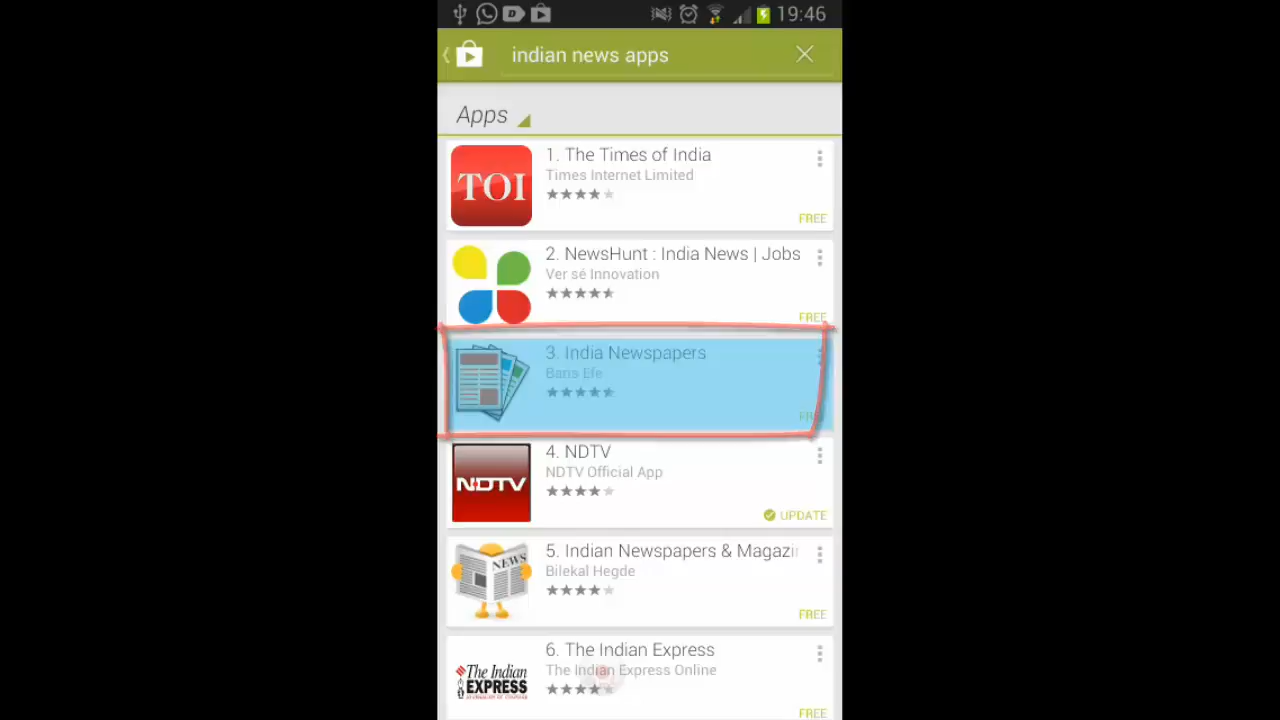 19:46
indian news apps
Apps
TOI
1. The Times of India
Times Internet Limited
FREE
2. NewsHunt : India News | Jobs
Ver sé Innovation
FREE
3. India Newspapers
Baris Efe
NDTV
4. NDTV
NDTV Official App
UPDATE
NEWS
5. Indian Newspapers & Magazin
Bilekal Hegde
FREE
The Indian
EXPRESS
6. The Indian Express
The Indian Express Online
FREE